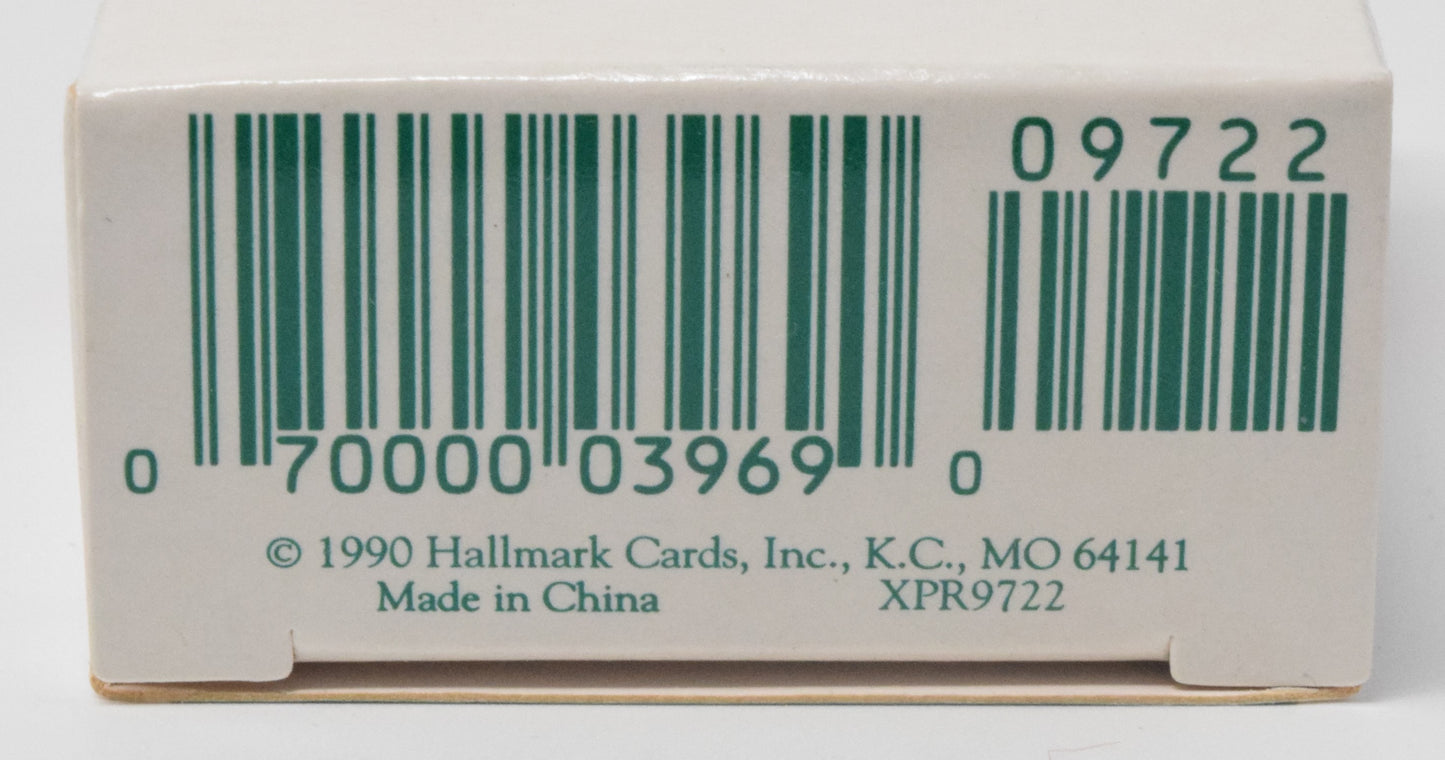 09722
0 70000 03969 0
© 1990 Hallmark Cards, Inc., K.C., MO 64141
Made in China XPR9722